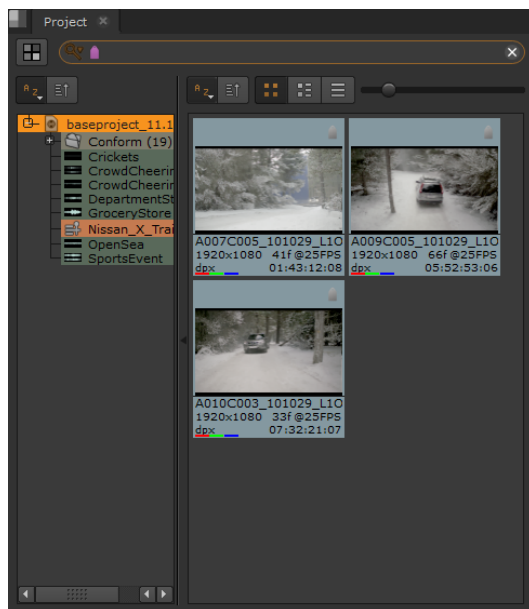 Project
A Z
A Z
baseproject_11.1
Conform (19)
Crickets
CrowdCheerin
CrowdCheerin
DepartmentSt
GroceryStore
Nissan_X_Trai
OpenSea
SportsEvent
A007C005_101029_L1O
1920x1080 41f@25FPS
dpx 01:43:12:08
A009C005_101029_L1O
1920x1080 66f@25FPS
dpx 05:52:53:06
A010C003_101029_L1O
1920x1080 33f@25FPS
dpx 07:32:21:07